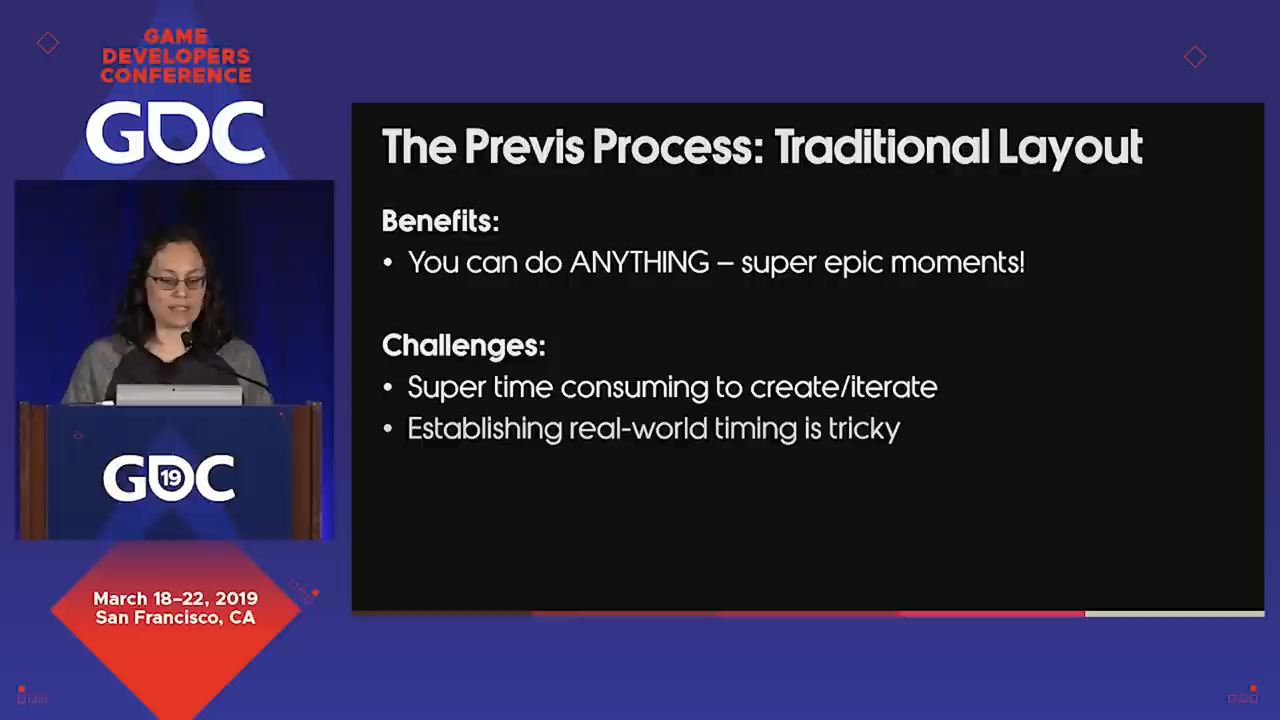 GAME
DEVELOPERS
CONFERENCE
GDC
GDC
19
March 18–22, 2019
San Francisco, CA
The Previs Process: Traditional Layout
Benefits:
• You can do ANYTHING – super epic moments!
Challenges:
• Super time consuming to create/iterate
• Establishing real-world timing is tricky